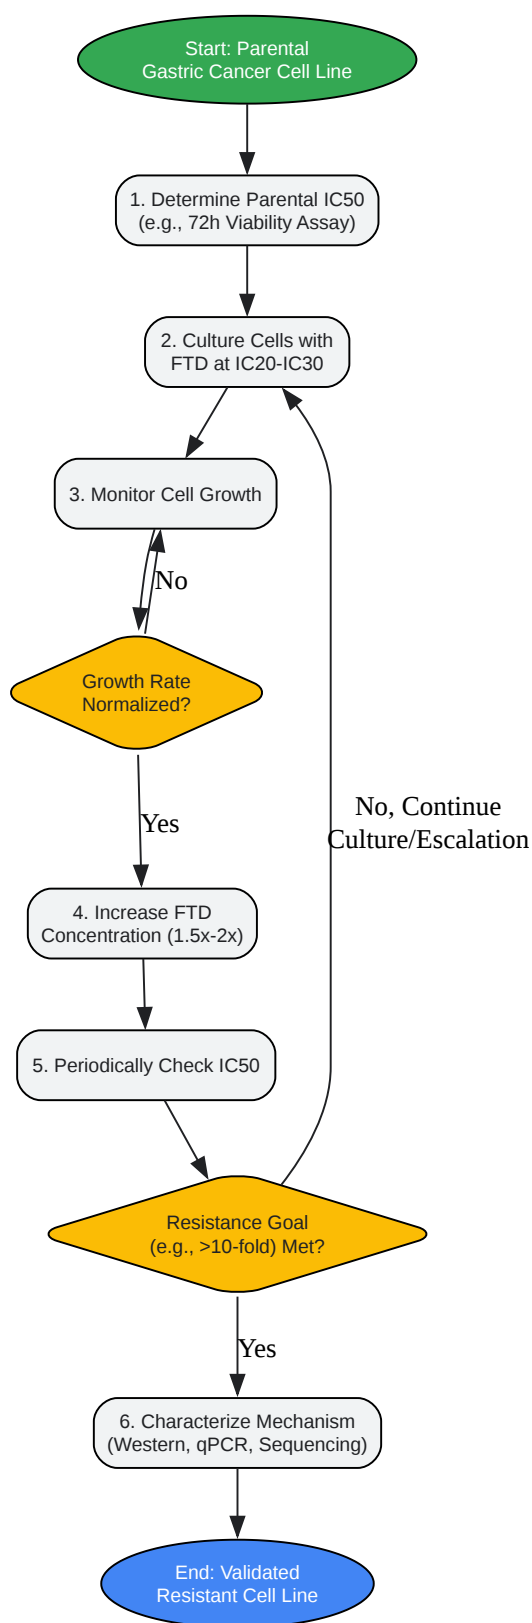 Start: Parental
Gastric Cancer Cell Line
1. Determine Parental IC50
(e.g., 72h Viability Assay)
2. Culture Cells with
FTD at IC20-IC30
3. Monitor Cell Growth
No
Growth Rate
Normalized?
Yes
No, Continue
Culture/Escalation
4. Increase FTD
Concentration (1.5x-2x)
5. Periodically Check IC50
Resistance Goal
(e.g., >10-fold) Met?
Yes
6. Characterize Mechanism
(Western, qPCR, Sequencing)
End: Validated
Resistant Cell Line